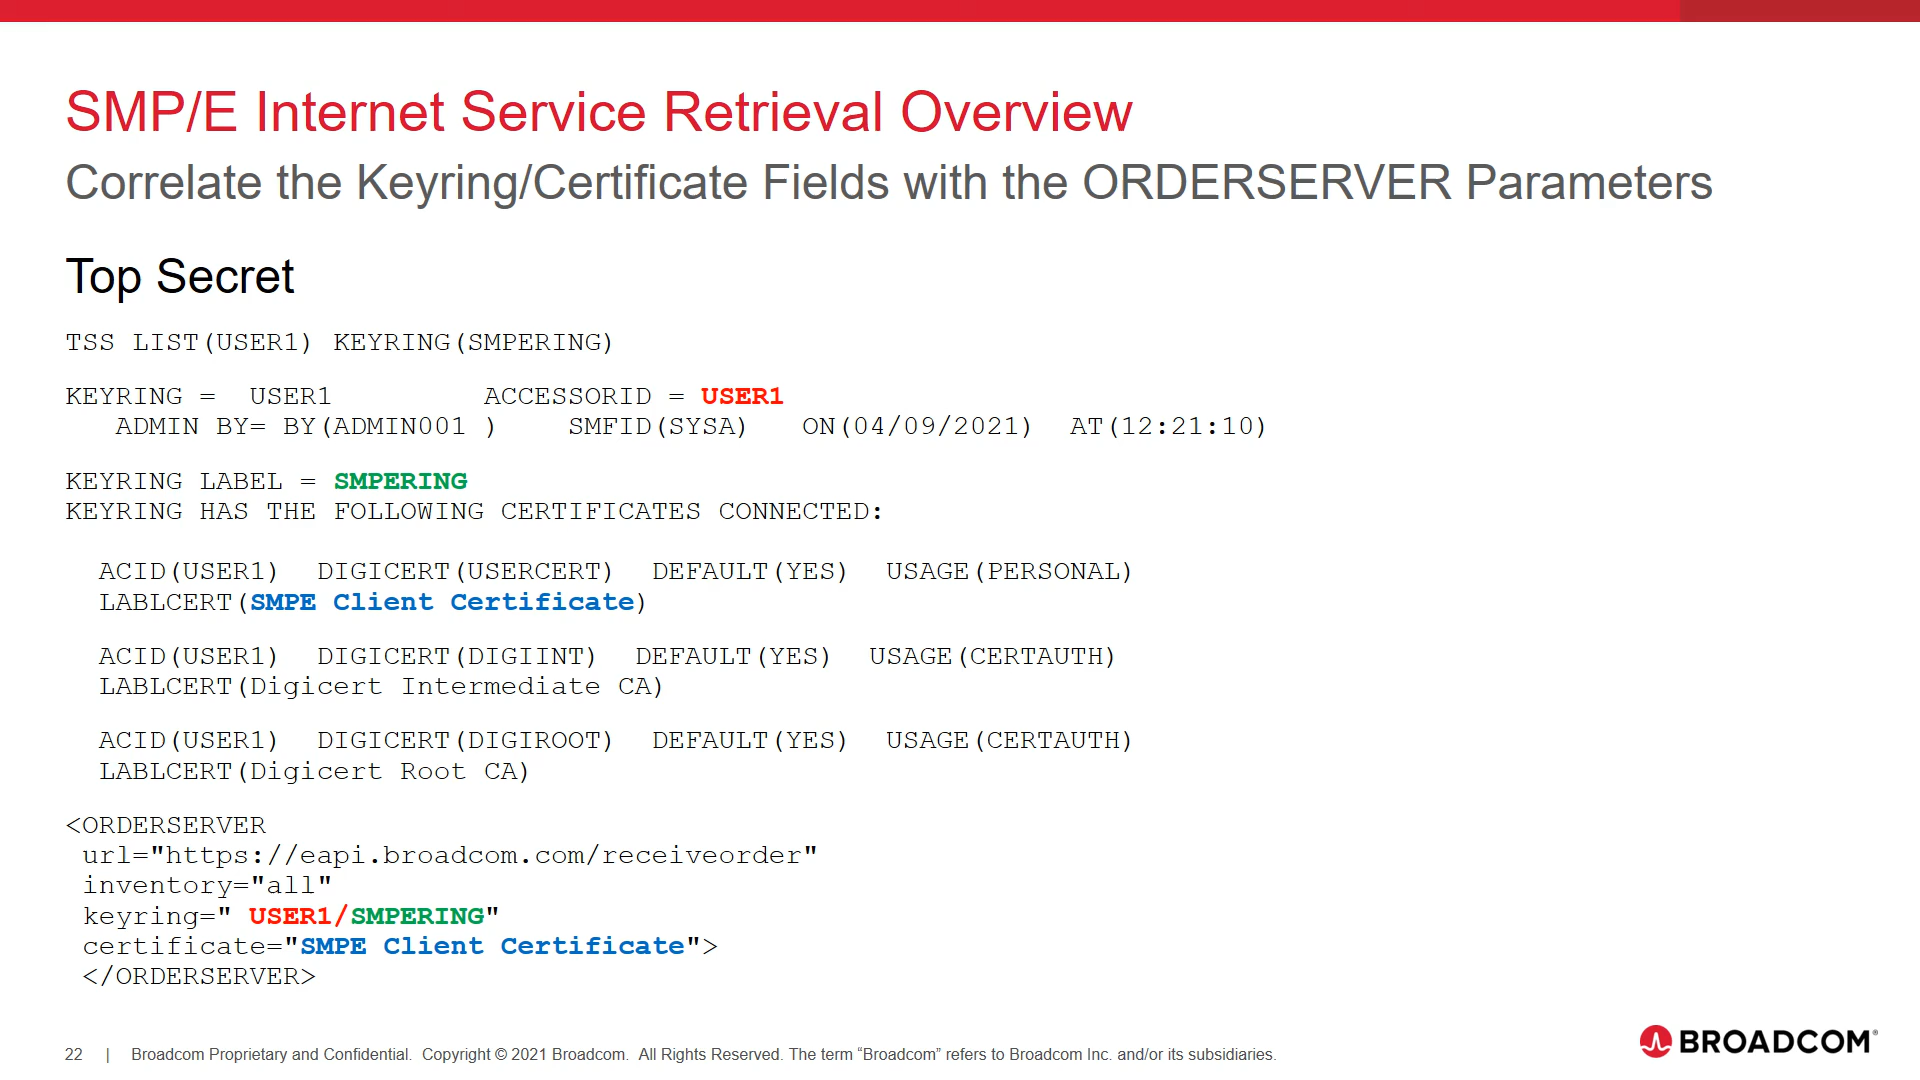 SMP/E Internet Service Retrieval Overview
Correlate the Keyring/Certificate Fields with the ORDERSERVER Parameters
Top Secret
TSS LIST(USER1) KEYRING(SMPERING)
KEYRING =  USER1         ACCESSORID = USER1
   ADMIN BY= BY(ADMIN001 )    SMFID(SYSA)   ON(04/09/2021)  AT(12:21:10)
KEYRING LABEL = SMPERING
KEYRING HAS THE FOLLOWING CERTIFICATES CONNECTED:
  ACID(USER1)  DIGICERT(USERCERT)  DEFAULT(YES)  USAGE(PERSONAL)
  LABLCERT(SMPE Client Certificate)
  ACID(USER1)  DIGICERT(DIGIINT)  DEFAULT(YES)  USAGE(CERTAUTH)
  LABLCERT(Digicert Intermediate CA)
  ACID(USER1)  DIGICERT(DIGIROOT)  DEFAULT(YES)  USAGE(CERTAUTH)
  LABLCERT(Digicert Root CA)
<ORDERSERVER
 url="https://eapi.broadcom.com/receiveorder"
 inventory="all"
 keyring=" USER1/SMPERING"
 certificate="SMPE Client Certificate">
 </ORDERSERVER>
22 | Broadcom Proprietary and Confidential. Copyright © 2021 Broadcom. All Rights Reserved. The term “Broadcom” refers to Broadcom Inc. and/or its subsidiaries.
BROADCOM®